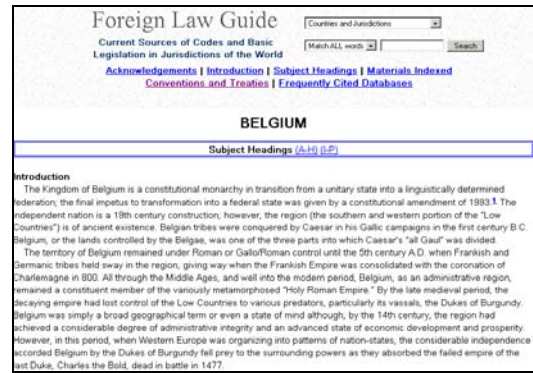 Foreign Law Guide
Countries and Jurisdictions
Current Sources of Codes and Basic
Legislation in Jurisdictions of the World
Match ALL words
Search
Acknowledgements | Introduction | Subject Headings | Materials Indexed
Conventions and Treaties | Frequently Cited Databases
BELGIUM
Subject Headings (A-H) (I-P)
Introduction
The Kingdom of Belgium is a constitutional monarchy in transition from a unitary state into a linguistically determined
federation; the final impetus to transformation into a federal state was given by a constitutional amendment of 1993.1 The
independent nation is a 19th century construction; however, the region (the southern and western portion of the "Low
Countries") is of ancient existence. Belgian tribes were conquered by Caesar in his Gallic campaigns in the first century B.C.
Belgium, or the lands controlled by the Belgae, was one of the three parts into which Caesar's "all Gaul" was divided.
The territory of Belgium remained under Roman or Gallo/Roman control until the 5th century A.D. when Frankish and
Germanic tribes held sway in the region, giving way when the Frankish Empire was consolidated with the coronation of
Charlemagne in 800. All through the Middle Ages, and well into the modern period, Belgium, as an administrative region,
remained a constituent member of the variously metamorphosed "Holy Roman Empire." By the late medieval period, the
decaying empire had lost control of the Low Countries to various predators, particularly its vassals, the Dukes of Burgundy.
Belgium was simply a broad geographical term or even a state of mind although, by the 14th century, the region had
achieved a considerable degree of administrative integrity and an advanced state of economic development and prosperity.
However, in this period, when Western Europe was organizing into patterns of nation-states, the considerable independence
accorded Belgium by the Dukes of Burgundy fell prey to the surrounding powers as they absorbed the failed empire of the
last Duke, Charles the Bold, dead in battle in 1477.